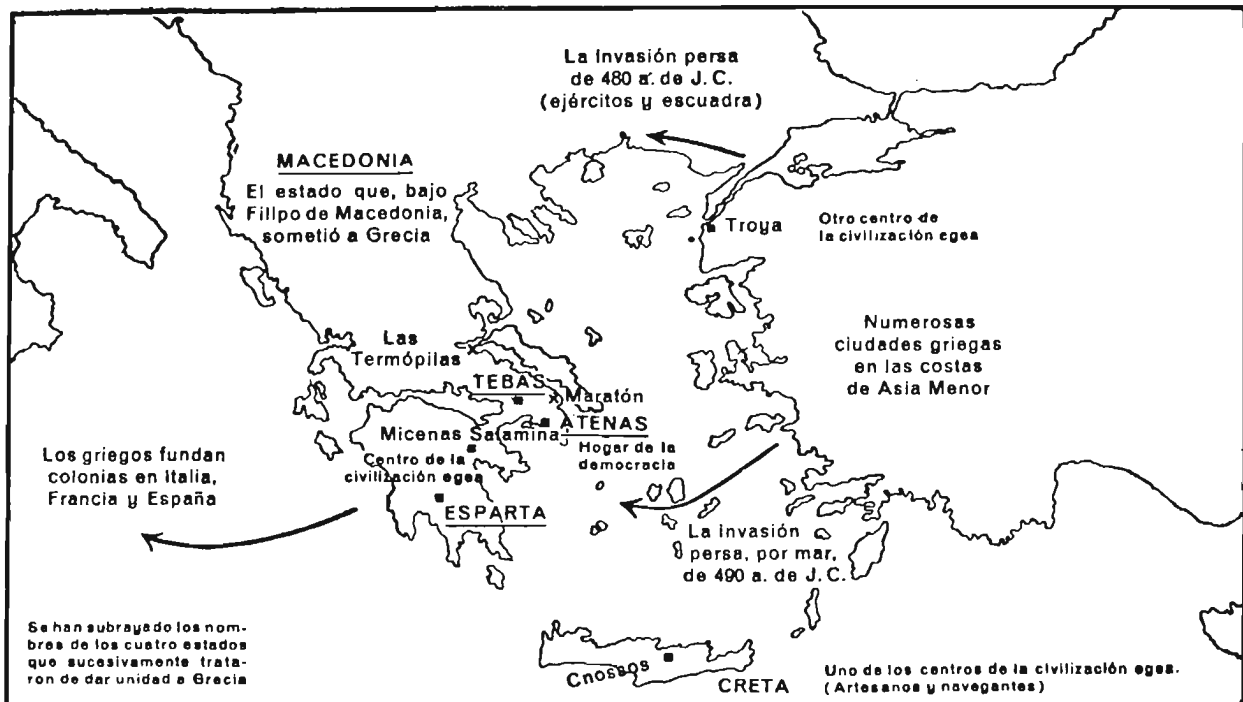 La invasión persa
de 480 a. de J. C.
(ejércitos y escuadra)
MACEDONIA
El estado que, bajo
Filipo de Macedonia,
sometió a Grecia
Troya
Otro centro de
la civilización egea
Numerosas
ciudades griegas
en las costas
de Asia Menor
Las
Termópilas
TEBAS
Maratón
ATENAS
Hogar de la
democracia
Micenas Salamina
Centro de la
civilización egea
ESPARTA
Los griegos fundan
colonias en Italia,
Francia y España
La invasión
persa, por mar,
de 490 a. de J. C.
Se han subrayado los nom-
bres de los cuatro estados
que sucesivamente trata-
ron de dar unidad a Grecia
Cnossos
CRETA
Uno de los centros de la civilización egea.
(Artesanos y navegantes)